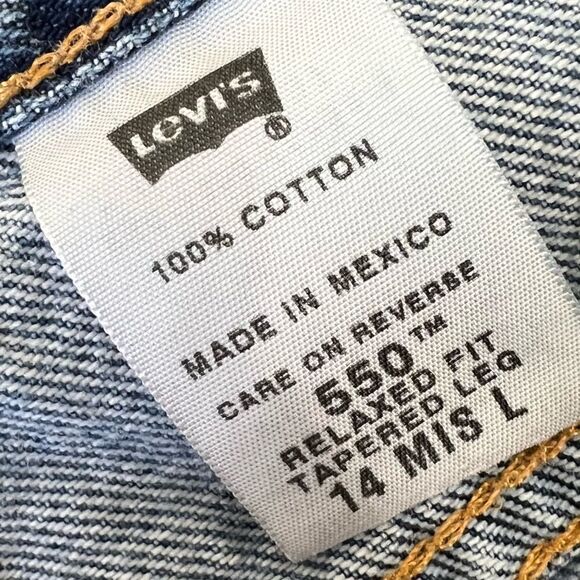 Levi's ®
100% COTTON
MADE IN MEXICO
CARE ON REVERSE
550™
RELAXED FIT
TAPERED LEG
14 MIS L